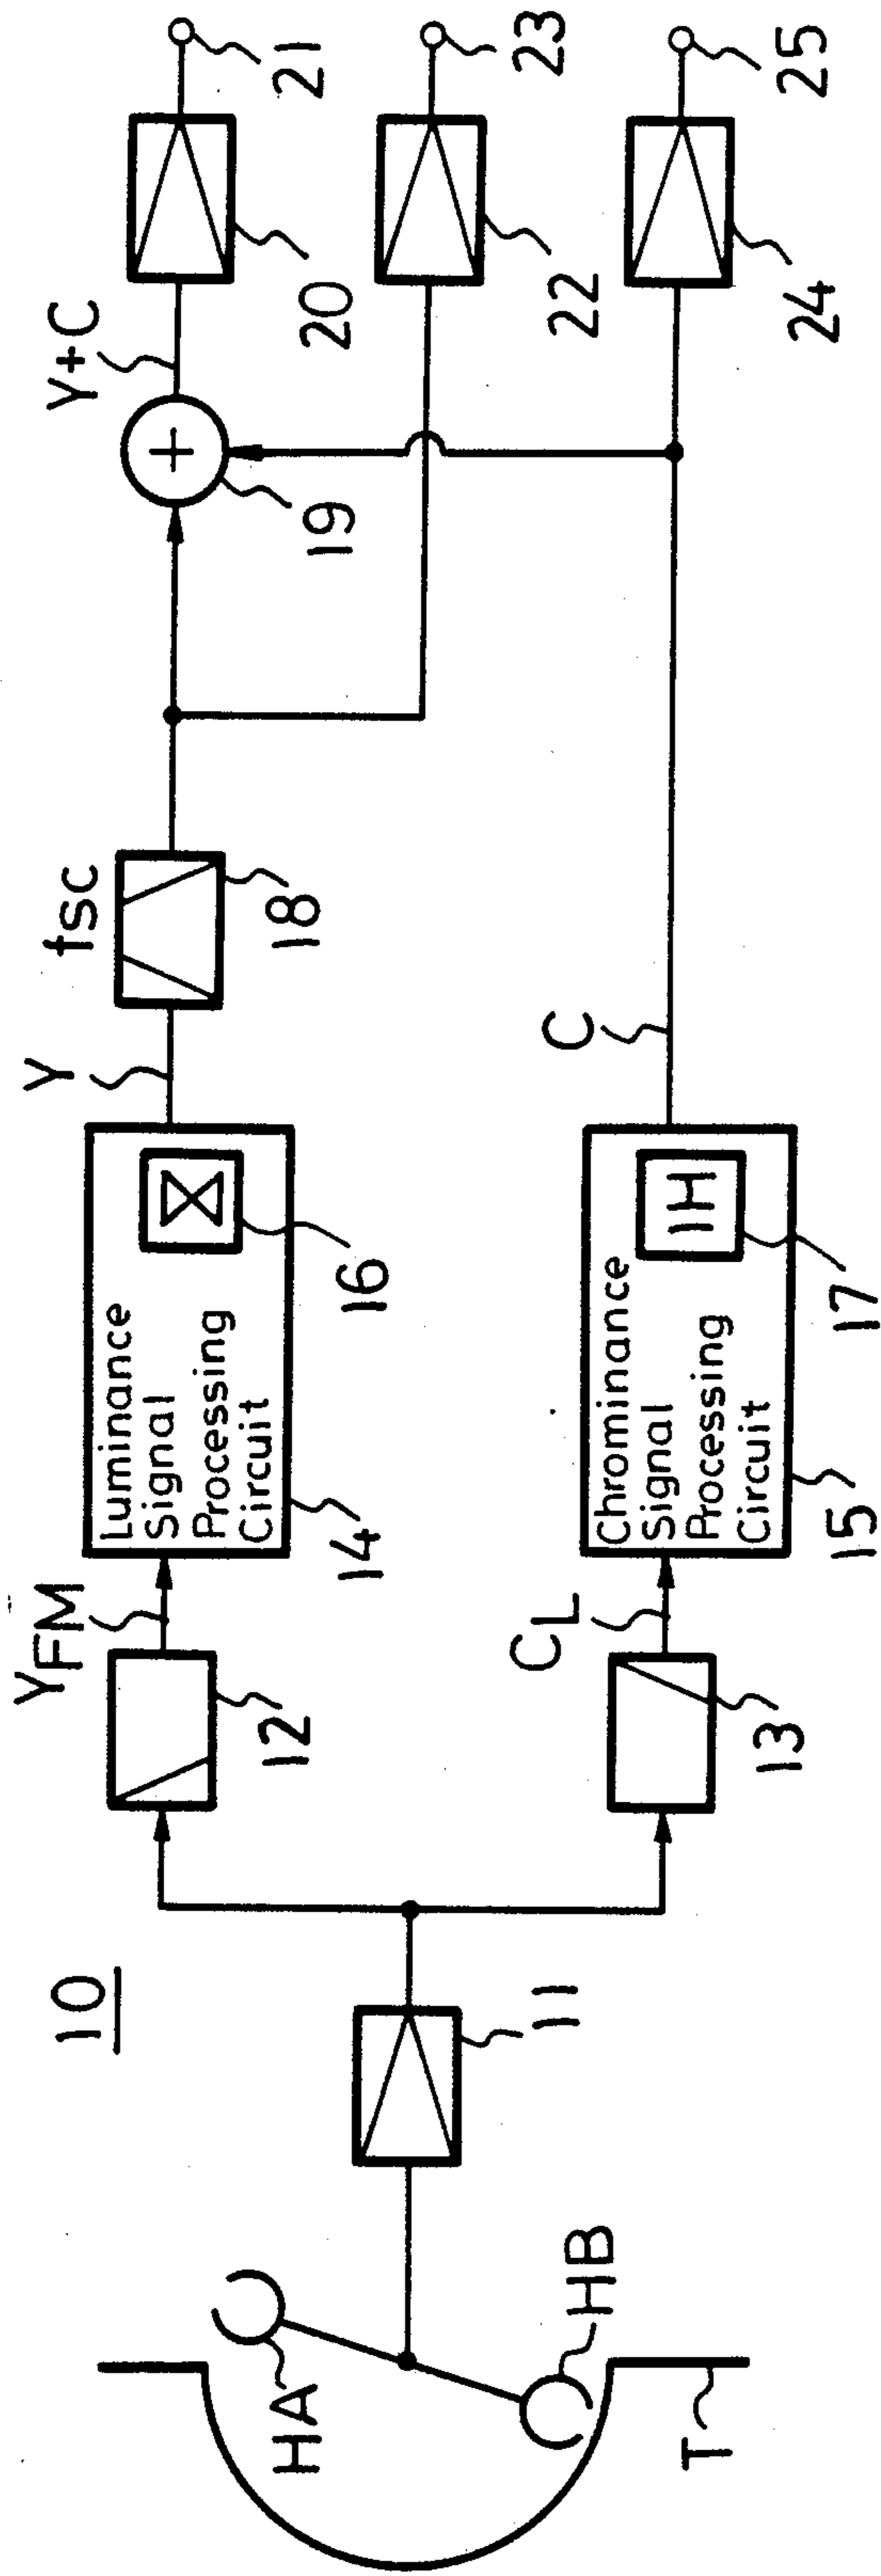 10
HA
HB
T
11
YFM
12
CL
13
Luminance
Signal
Processing
Circuit
14
16
Chrominance
Signal
Processing
Circuit
15
1H
17
Y
fsc
18
C
19
Y+C
20
21
22
23
24
25